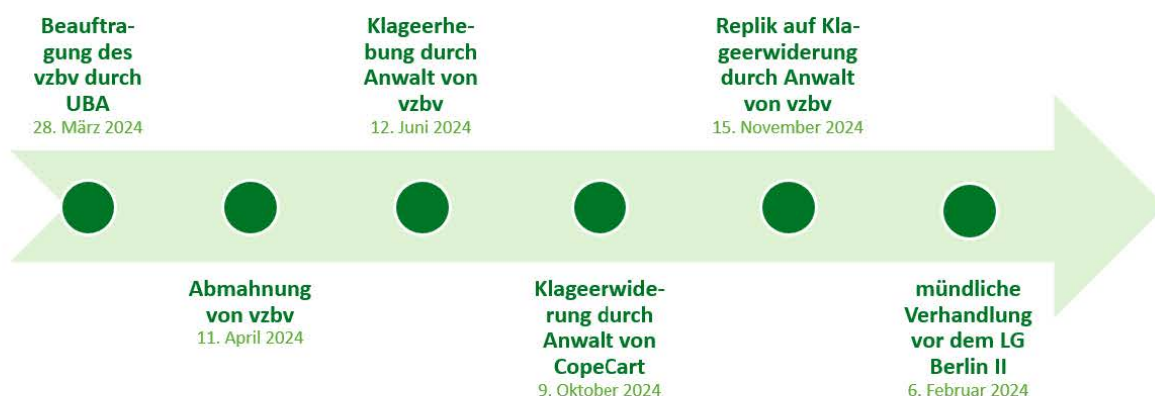 Beauftra-
gung des
vzbv durch
UBA
28. März 2024
Abmahnung
von vzbv
11. April 2024
Klageerhe-
bung durch
Anwalt von
vzbv
12. Juni 2024
Klageerwide-
rung durch
Anwalt von
CopeCart
9. Oktober 2024
Replik auf Kla-
geerwiderung
durch Anwalt
von vzbv
15. November 2024
mündliche
Verhandlung
vor dem LG
Berlin II
6. Februar 2024